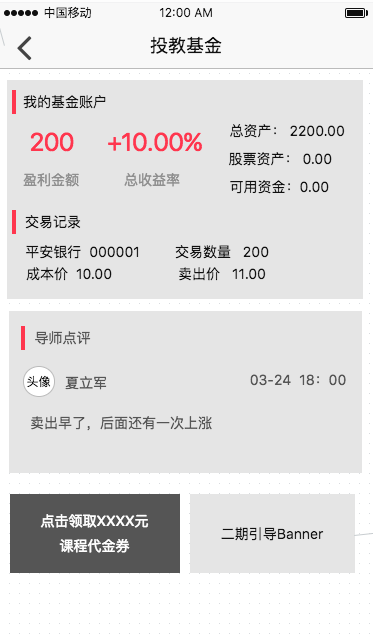 中国移动 12:00 AM
投教基金
我的基金账户
200 +10.00%
盈利金额 总收益率
总资产： 2200.00
股票资产： 0.00
可用资金：0.00
交易记录
平安银行 000001 交易数量 200
成本价 10.00 卖出价 11.00
导师点评
头像 夏立军 03-24 18：00
卖出早了，后面还有一次上涨
点击领取XXXX元
课程代金券
二期引导Banner